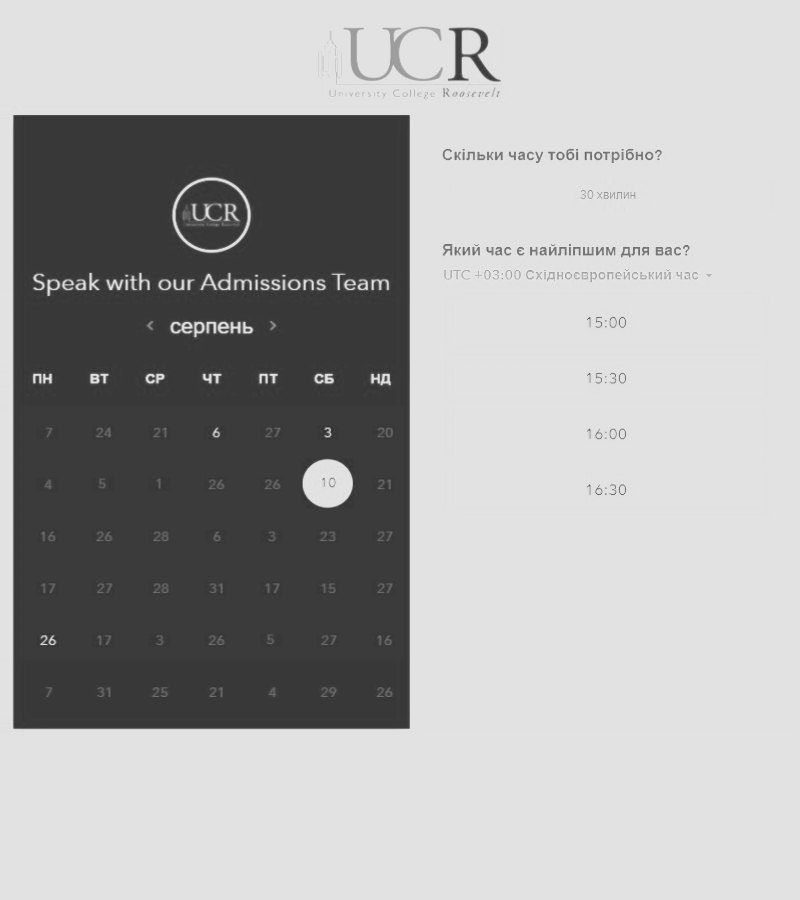 UCR
University College Roosevelt
UCR
Speak with our Admissions Team
< серпень >
ПН ВТ СР ЧТ ПТ СБ НД
7 24 21 6 27 3 20
4 5 1 26 26 10 21
16 26 28 6 3 23 27
17 27 28 31 17 15 27
26 17 3 26 5 27 16
7 31 25 21 4 29 26
Скільки часу тобі потрібно?
30 хвилин
Який час є найліпшим для вас?
UTC +03:00 Східноєвропейський час
15:00
15:30
16:00
16:30